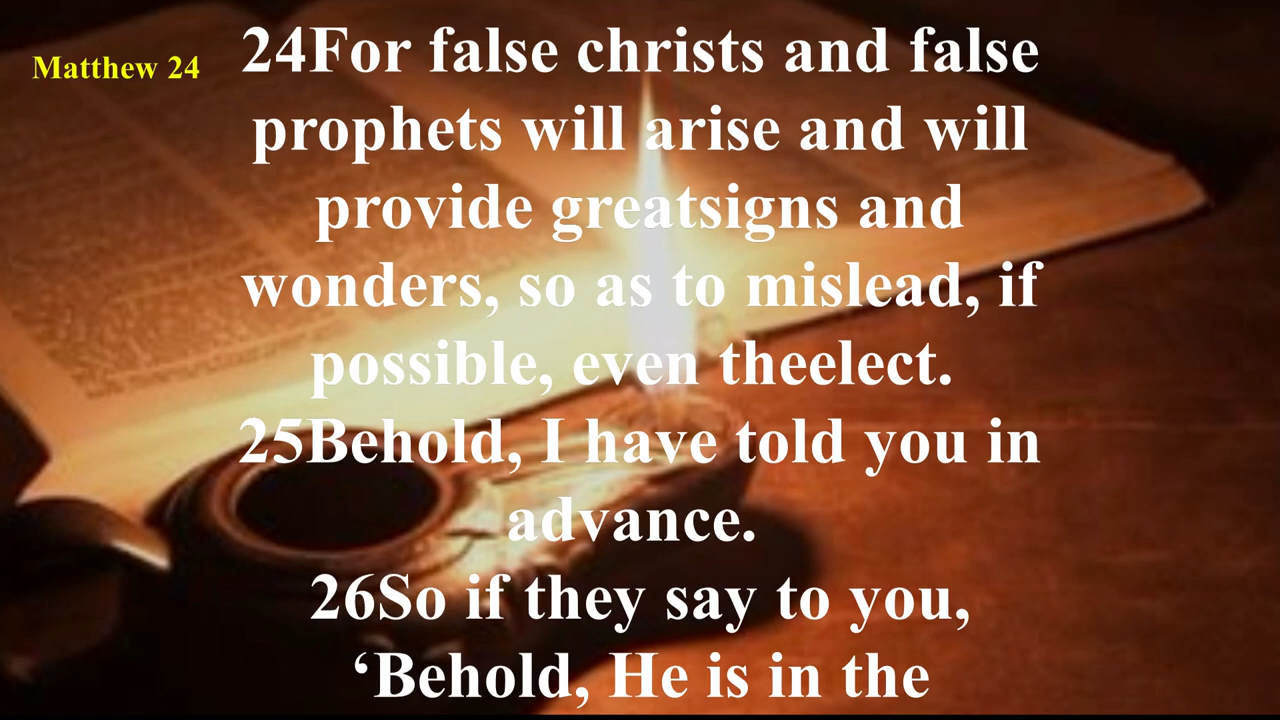 Matthew 24
24For false christs and false
prophets will arise and will
provide greatsigns and
wonders, so as to mislead, if
possible, even theelect.
25Behold, I have told you in
advance.
26So if they say to you,
‘Behold, He is in the